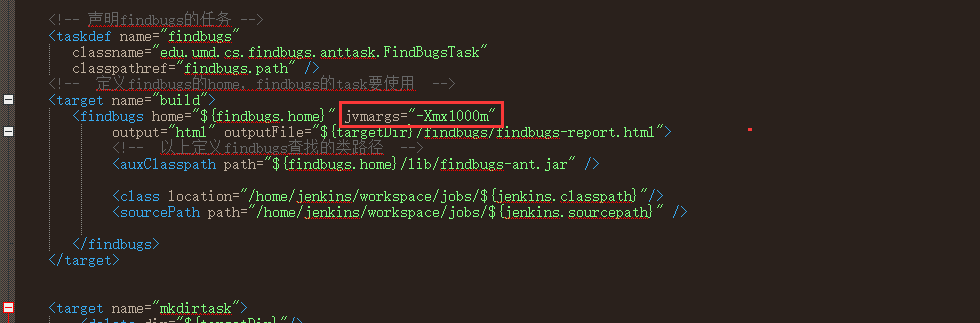 <!-- 声明findbugs的任务 -->
<taskdef name="findbugs"
classname="edu.umd.cs.findbugs.anttask.FindBugsTask"
classpathref="findbugs.path" />
<!-- 定义findbugs的home，findbugs的task要使用 -->
<target name="build">
<findbugs home="${findbugs.home}" jvmargs="-Xmx1000m"
output="html" outputFile="${targetDir}/findbugs/findbugs-report.html">
<!-- 以上定义findbugs查找的类路径 -->
<auxClasspath path="${findbugs.home}/lib/findbugs-ant.jar" />
<class location="/home/jenkins/workspace/jobs/${jenkins.classpath}"/>
<sourcePath path="/home/jenkins/workspace/jobs/${jenkins.sourcepath}" />
</findbugs>
</target>
<target name="mkdirtask">
<delete dir="${targetDir}"/>